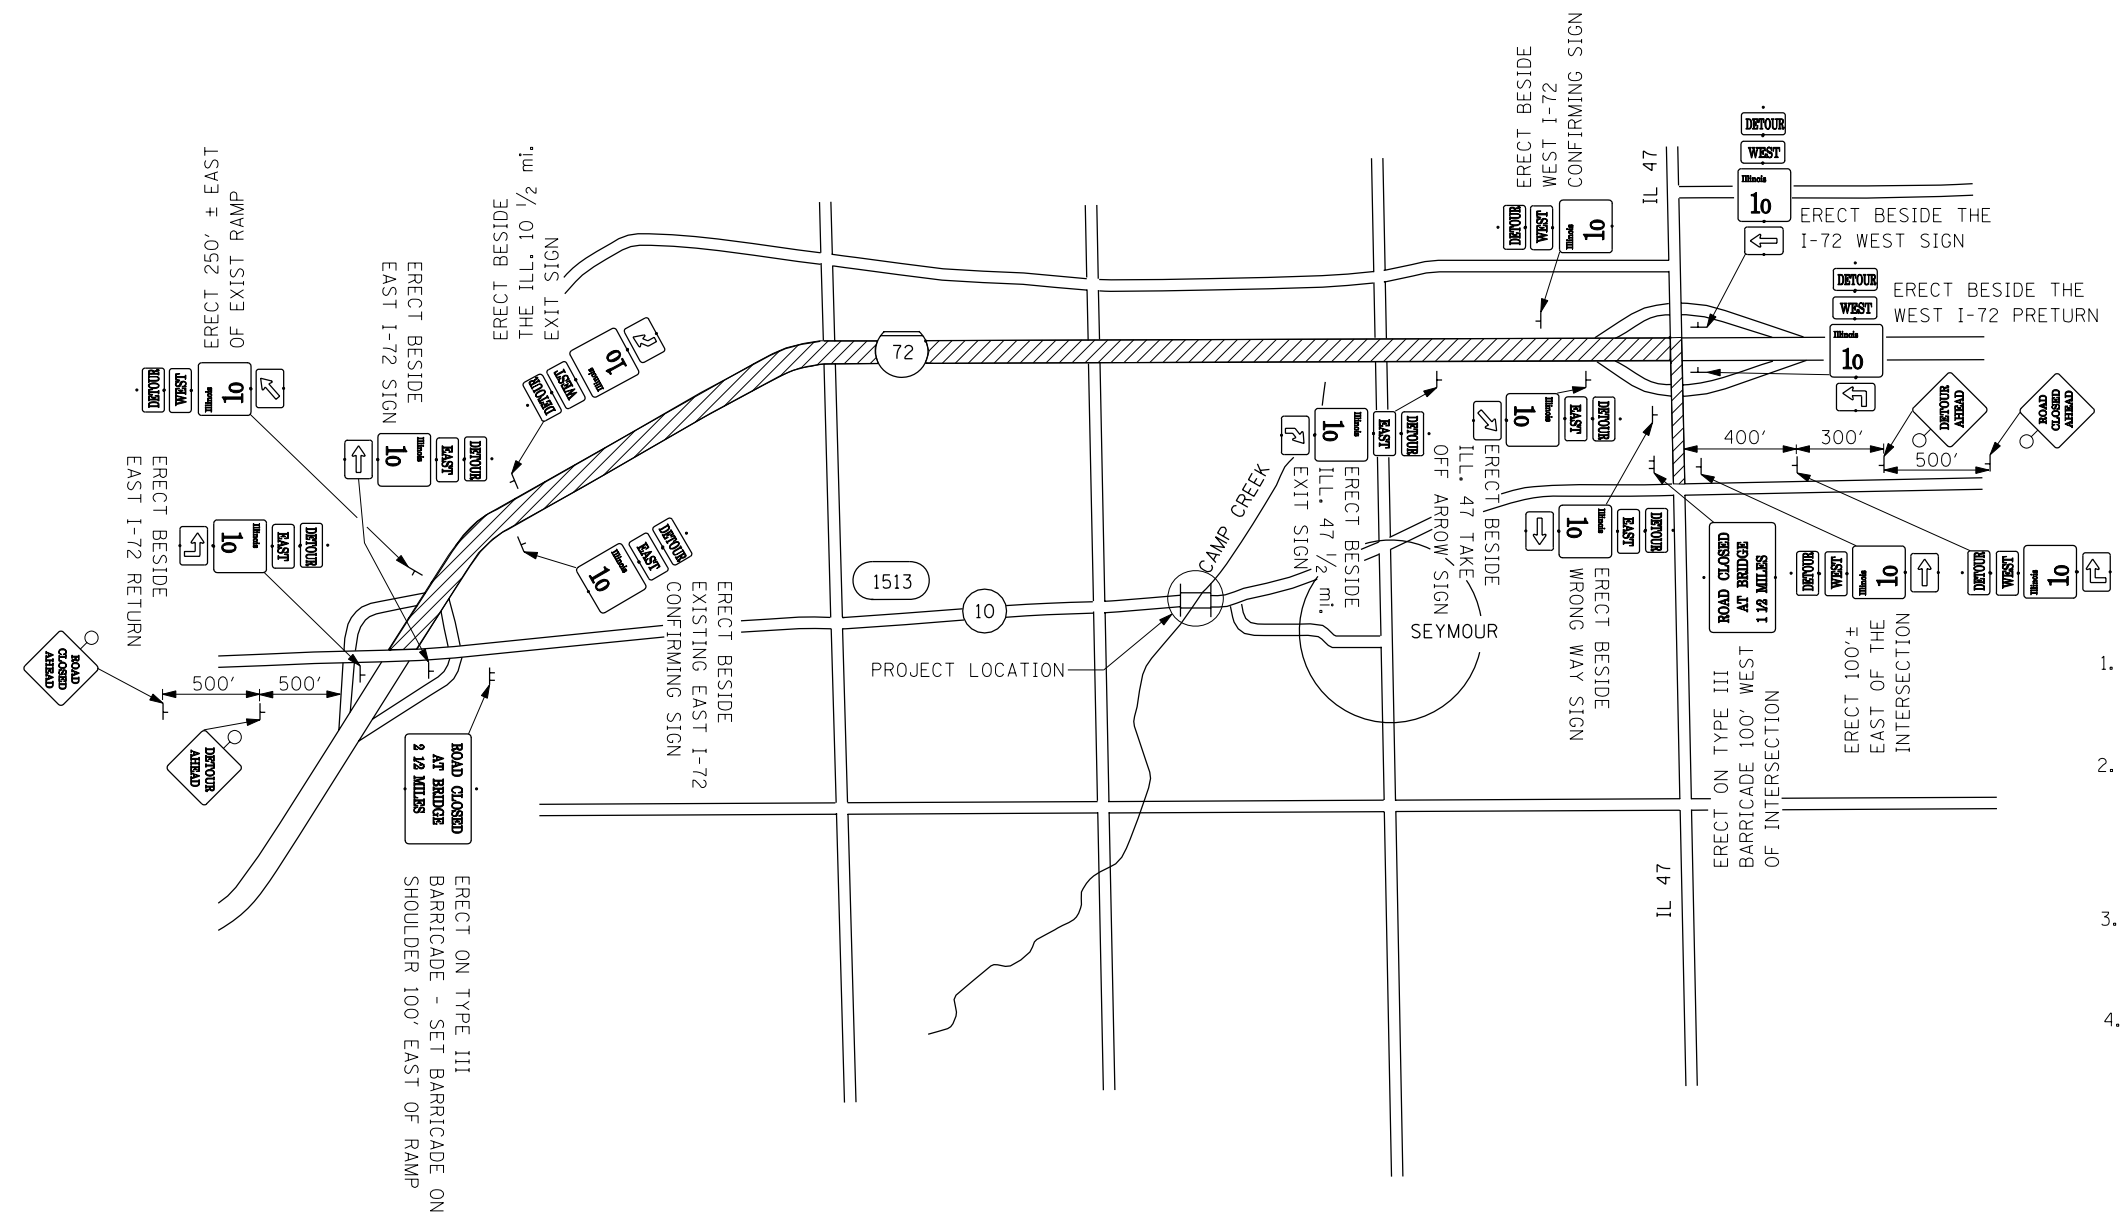 ERECT BESIDE
WEST I-72
CONFIRMING SIGN
DETOUR
WEST
Illinois
10
IL 47
DETOUR
WEST
Illinois
10
ERECT BESIDE THE
I-72 WEST SIGN
DETOUR
WEST
Illinois
10
ERECT BESIDE THE
WEST I-72 PRETURN
ERECT 250' ± EAST
OF EXIST RAMP
DETOUR
WEST
Illinois
10
ERECT BESIDE
EAST I-72 SIGN
DETOUR
EAST
Illinois
10
ERECT BESIDE
THE ILL. 10 1/2 mi.
EXIT SIGN
DETOUR
WEST
Illinois
10
72
ERECT BESIDE
EAST I-72 RETURN
DETOUR
EAST
Illinois
10
ROAD
CLOSED
AHEAD
500'
500'
DETOUR
AHEAD
ROAD CLOSED
AT BRIDGE
2 1/2 MILES
ERECT ON TYPE III
BARRICADE - SET BARRICADE ON
SHOULDER 100' EAST OF RAMP
DETOUR
EAST
Illinois
10
ERECT BESIDE
EXISTING EAST I-72
CONFIRMING SIGN
1513
10
PROJECT LOCATION
CAMP CREEK
SEYMOUR
DETOUR
EAST
Illinois
10
ERECT BESIDE
ILL. 47 1/2 mi.
EXIT SIGN
DETOUR
EAST
Illinois
10
ERECT BESIDE
ILL. 47 TAKE
OFF ARROW SIGN
DETOUR
EAST
Illinois
10
ERECT BESIDE
WRONG WAY SIGN
400'
300'
500'
DETOUR
AHEAD
ROAD
CLOSED
AHEAD
ROAD CLOSED
AT BRIDGE
1 1/2 MILES
ERECT ON TYPE III
BARRICADE 100' WEST
OF INTERSECTION
DETOUR
WEST
Illinois
10
ERECT 100'±
EAST OF THE
INTERSECTION
DETOUR
WEST
Illinois
10
IL 47
1.
2.
3.
4.